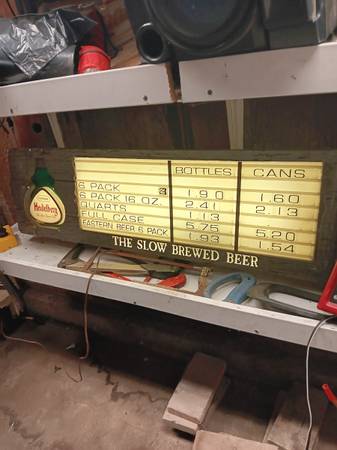 BOTTLES CANS
Heidelberg
6 PACK 1.90 1.60
6 PACK 16 OZ. 2.41 2.13
QUARTS 1.13
FULL CASE 5.75 5.20
EASTERN BEER 6 PACK 1.93 1.54
THE SLOW BREWED BEER